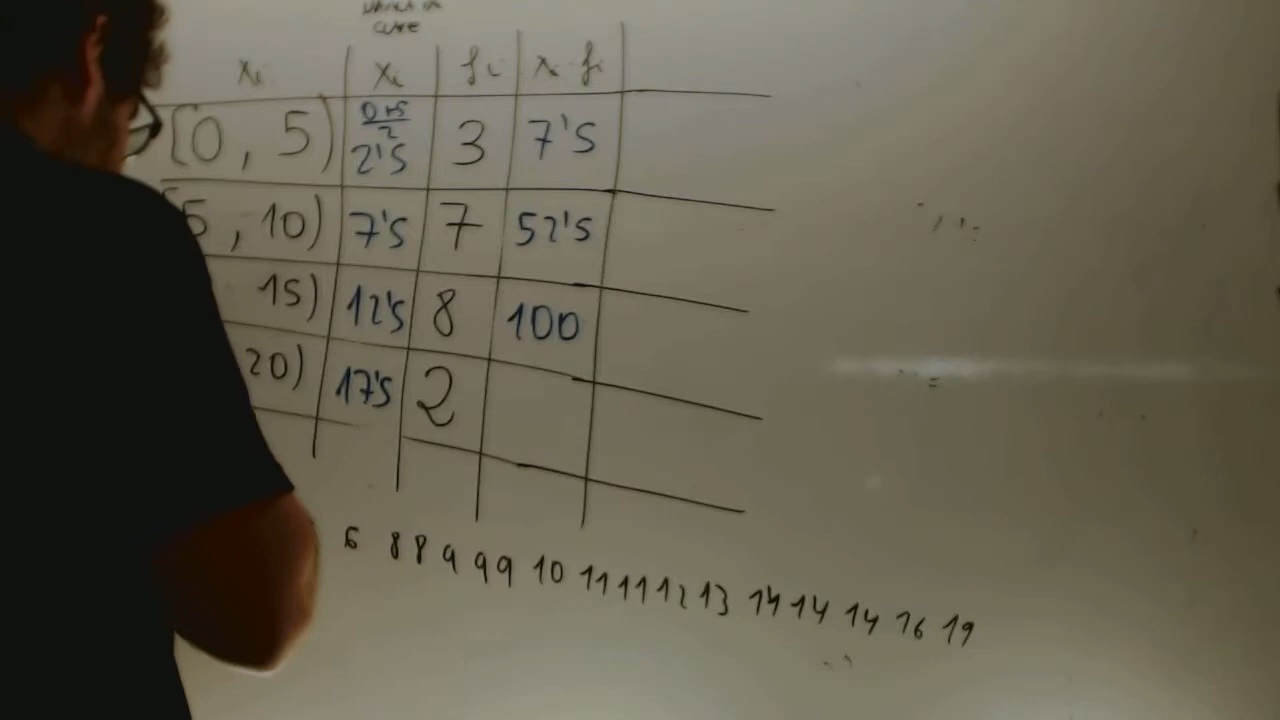 CLASE
xi xi fi xi fi
[0, 5) 0+5/2 2'5 3 7'5
5, 10) 7'5 7 52'5
15) 12'5 8 100
20) 17'5 2
6 8 8 9 9 9 10 11 11 12 13 14 14 14 16 19